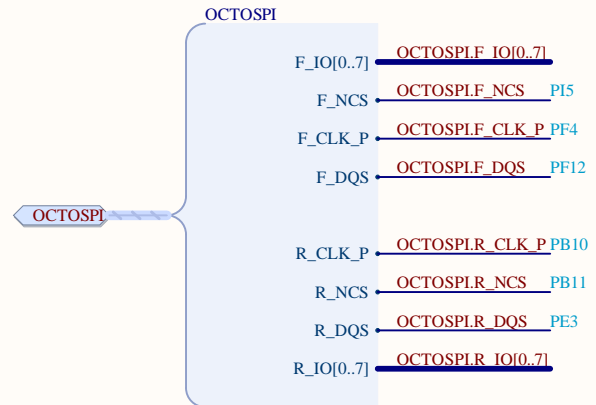 OCTOSPI
F_IO[0..7] OCTOSPI.F_IO[0..7]
F_NCS OCTOSPI.F_NCS PI5
F_CLK_P OCTOSPI.F_CLK_P PF4
F_DQS OCTOSPI.F_DQS PF12
OCTOSPI
R_CLK_P OCTOSPI.R_CLK_P PB10
R_NCS OCTOSPI.R_NCS PB11
R_DQS OCTOSPI.R_DQS PE3
R_IO[0..7] OCTOSPI.R_IO[0..7]